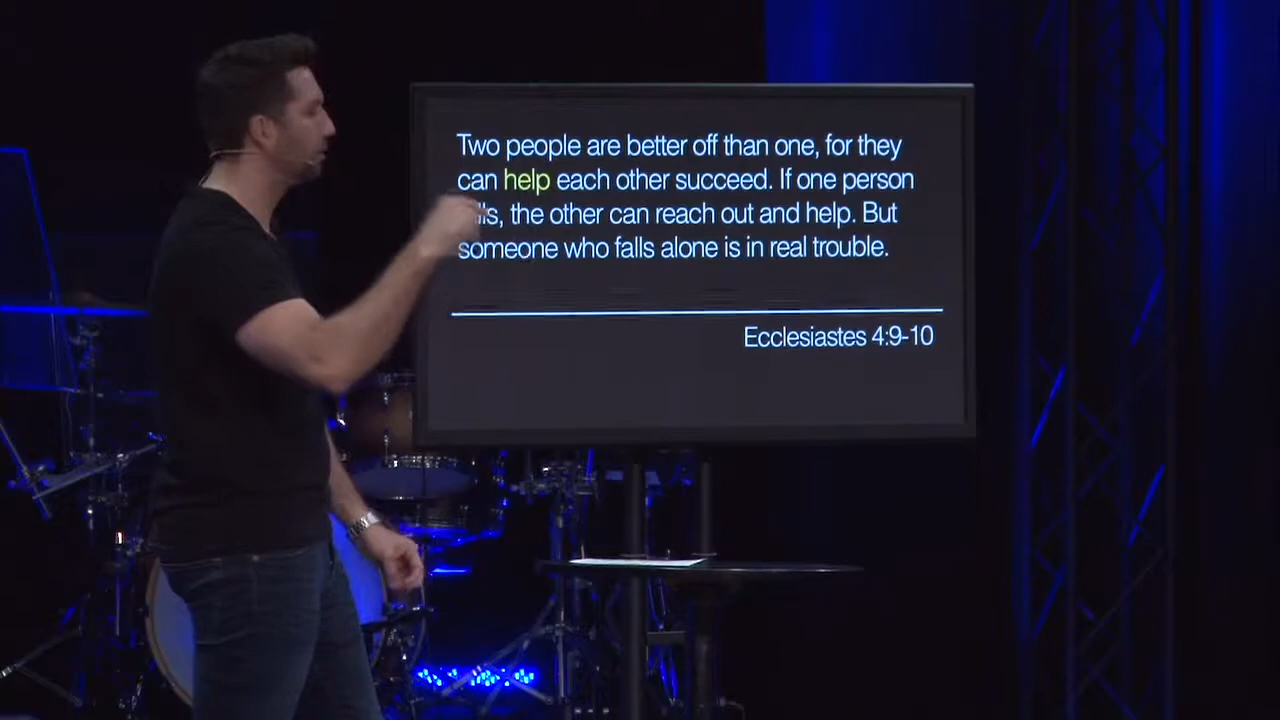 Two people are better off than one, for they
can help each other succeed. If one person
the other can reach out and help. But
someone who falls alone is in real trouble.
Ecclesiastes 4:9-10